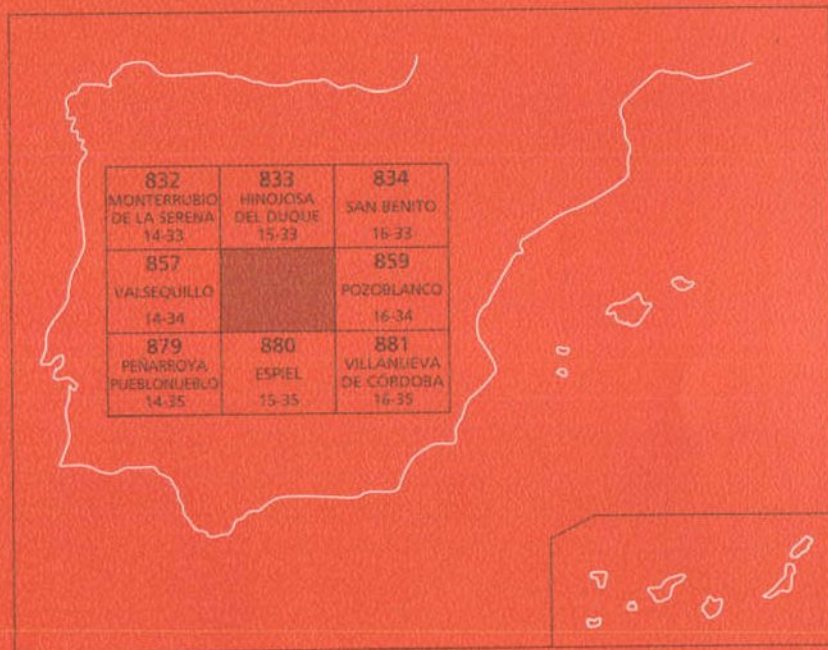 832
MONTERRUBIO
DE LA SERENA
14-33
833
HINOJOSA
DEL DUQUE
15-33
834
SAN BENITO
16-33
857
VALSEQUILLO
14-34
859
POZOBLANCO
16-34
879
PEÑARROYA
PUEBLONUEBLO
14-35
880
ESPIEL
15-35
881
VILLANUEVA
DE CÓRDOBA
16-35